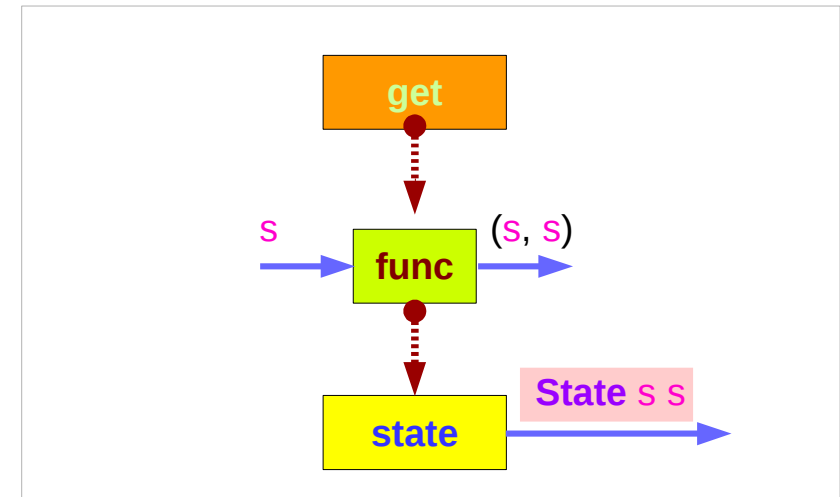 get
s
(s, s)
func
State s s
state